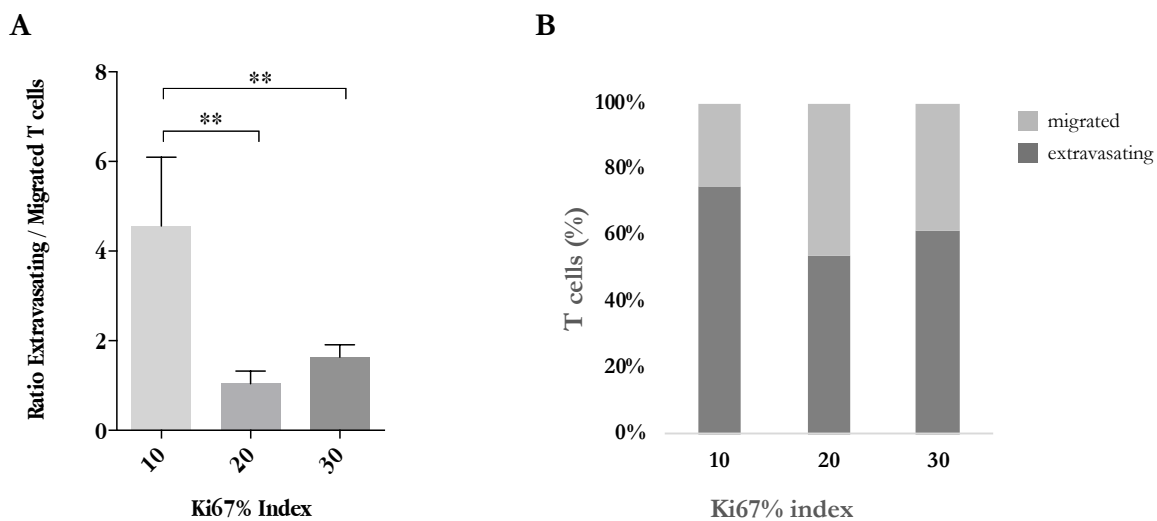 A
Ratio Extravasating / Migrated T cells
8
6
4
2
0
**
**
10
20
30
Ki67% Index
B
T cells (%)
100%
80%
60%
40%
20%
0%
10
20
30
Ki67% index
migrated
extravasating